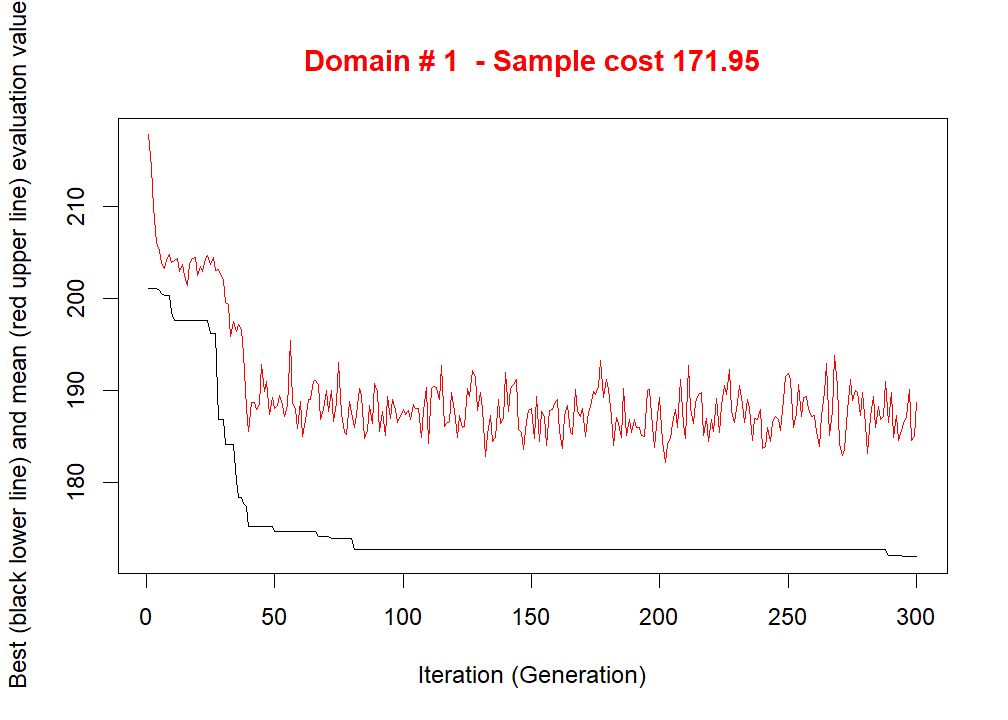 Domain # 1  - Sample cost 171.95
Best (black lower line) and mean (red upper line) evaluation value
210
200
190
180
0 50 100 150 200 250 300
Iteration (Generation)